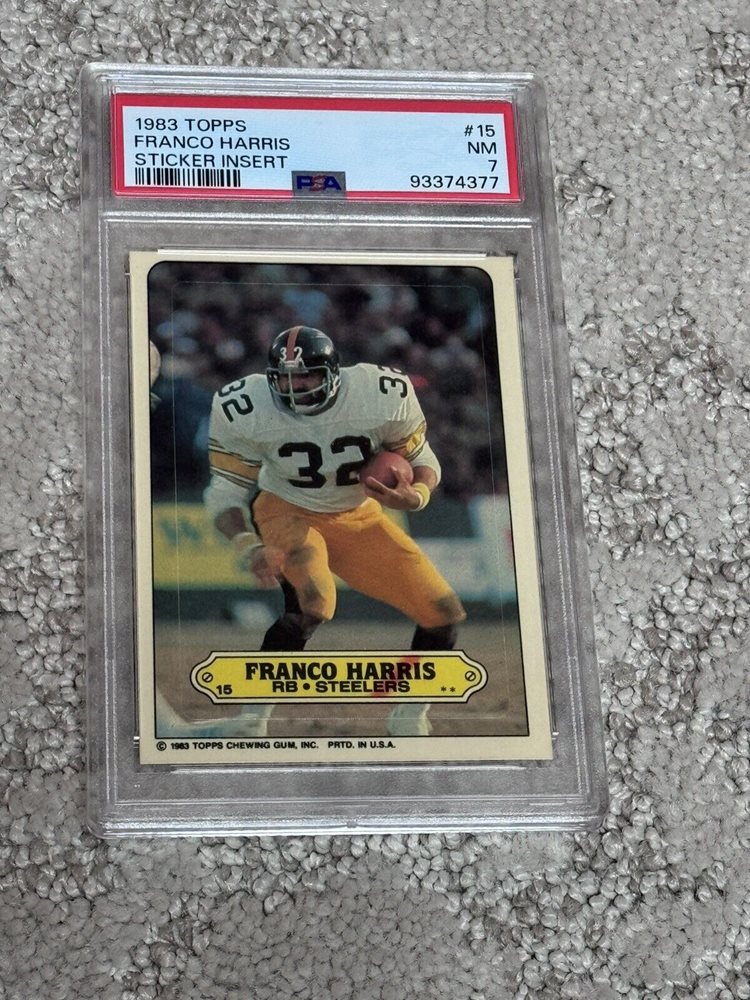 1983 TOPPS #15
FRANCO HARRIS NM
STICKER INSERT 7
PSA 93374377
32
32
32
32
FRANCO HARRIS
15 RB • STEELERS **
© 1983 TOPPS CHEWING GUM, INC. PRTD. IN U.S.A.